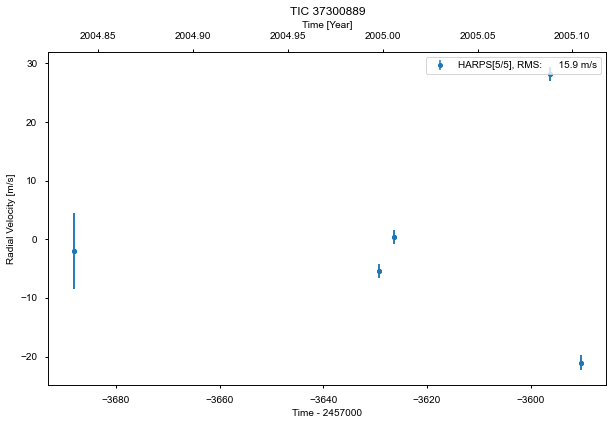 TIC 37300889
Time [Year]
2004.85 2004.90 2004.95 2005.00 2005.05 2005.10
HARPS[5/5], RMS: 15.9 m/s
30
20
10
0
−10
−20
Radial Velocity [m/s]
−3680 −3660 −3640 −3620 −3600
Time - 2457000